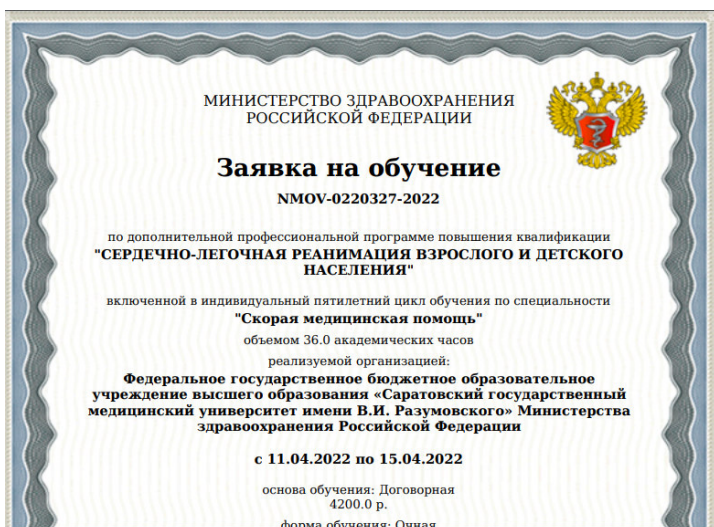 МИНИСТЕРСТВО ЗДРАВООХРАНЕНИЯ
РОССИЙСКОЙ ФЕДЕРАЦИИ
Заявка на обучение
NMOV-0220327-2022
по дополнительной профессиональной программе повышения квалификации
"СЕРДЕЧНО-ЛЕГОЧНАЯ РЕАНИМАЦИЯ ВЗРОСЛОГО И ДЕТСКОГО
НАСЕЛЕНИЯ"
включенной в индивидуальный пятилетний цикл обучения по специальности
"Скорая медицинская помощь"
объемом 36.0 академических часов
реализуемой организацией:
Федеральное государственное бюджетное образовательное
учреждение высшего образования «Саратовский государственный
медицинский университет имени В.И. Разумовского» Министерства
здравоохранения Российской Федерации
с 11.04.2022 по 15.04.2022
основа обучения: Договорная
4200.0 р.
форма обучения: Очная